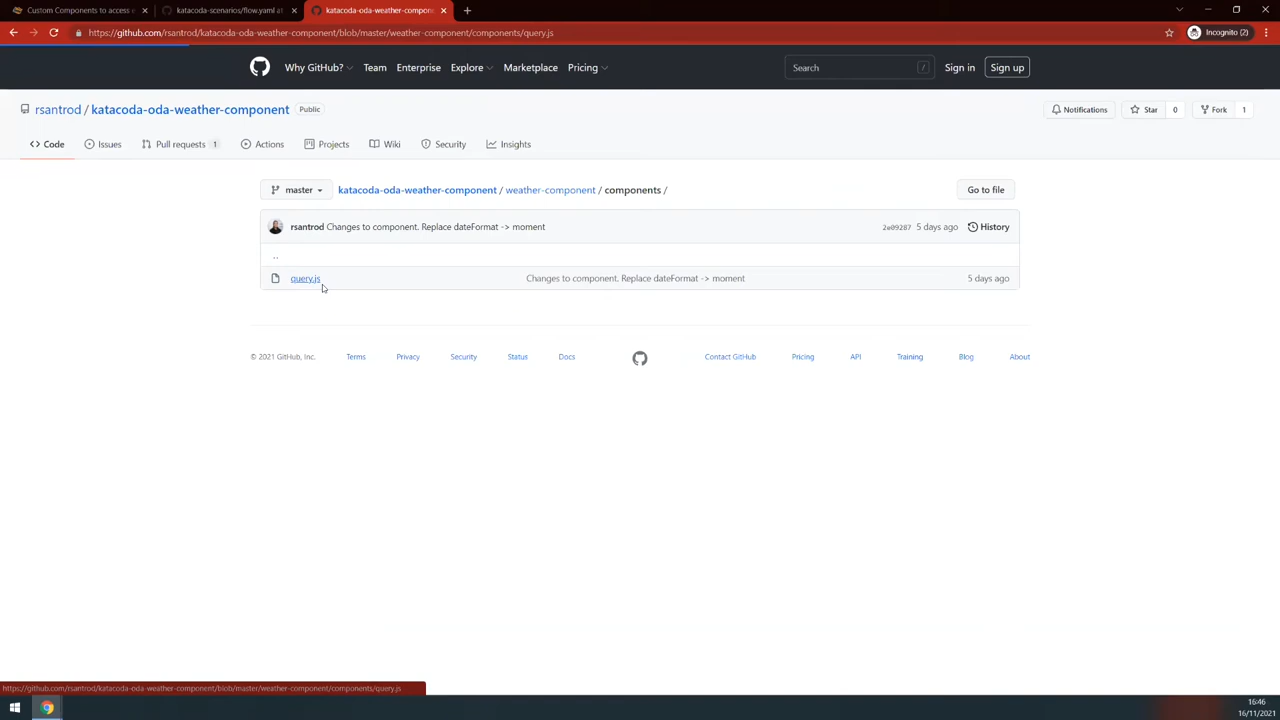 Custom Components to access e
katacoda-scenarios/flow.yaml at
katacoda-oda-weather-compon
https://github.com/rsantrod/katacoda-oda-weather-component/blob/master/weather-component/components/query.js
Incognito (2)
Why GitHub?
Team
Enterprise
Explore
Marketplace
Pricing
Search
/
Sign in
Sign up
rsantrod / katacoda-oda-weather-component
Public
Notifications
Star
0
Fork
1
Code
Issues
Pull requests 1
Actions
Projects
Wiki
Security
Insights
master
katacoda-oda-weather-component / weather-component / components /
Go to file
rsantrod Changes to component. Replace dateFormat -> moment
2e09287 5 days ago
History
..
query.js
Changes to component. Replace dateFormat -> moment
5 days ago
© 2021 GitHub, Inc.
Terms
Privacy
Security
Status
Docs
Contact GitHub
Pricing
API
Training
Blog
About
https://github.com/rsantrod/katacoda-oda-weather-component/blob/master/weather-component/components/query.js
16:46
16/11/2021